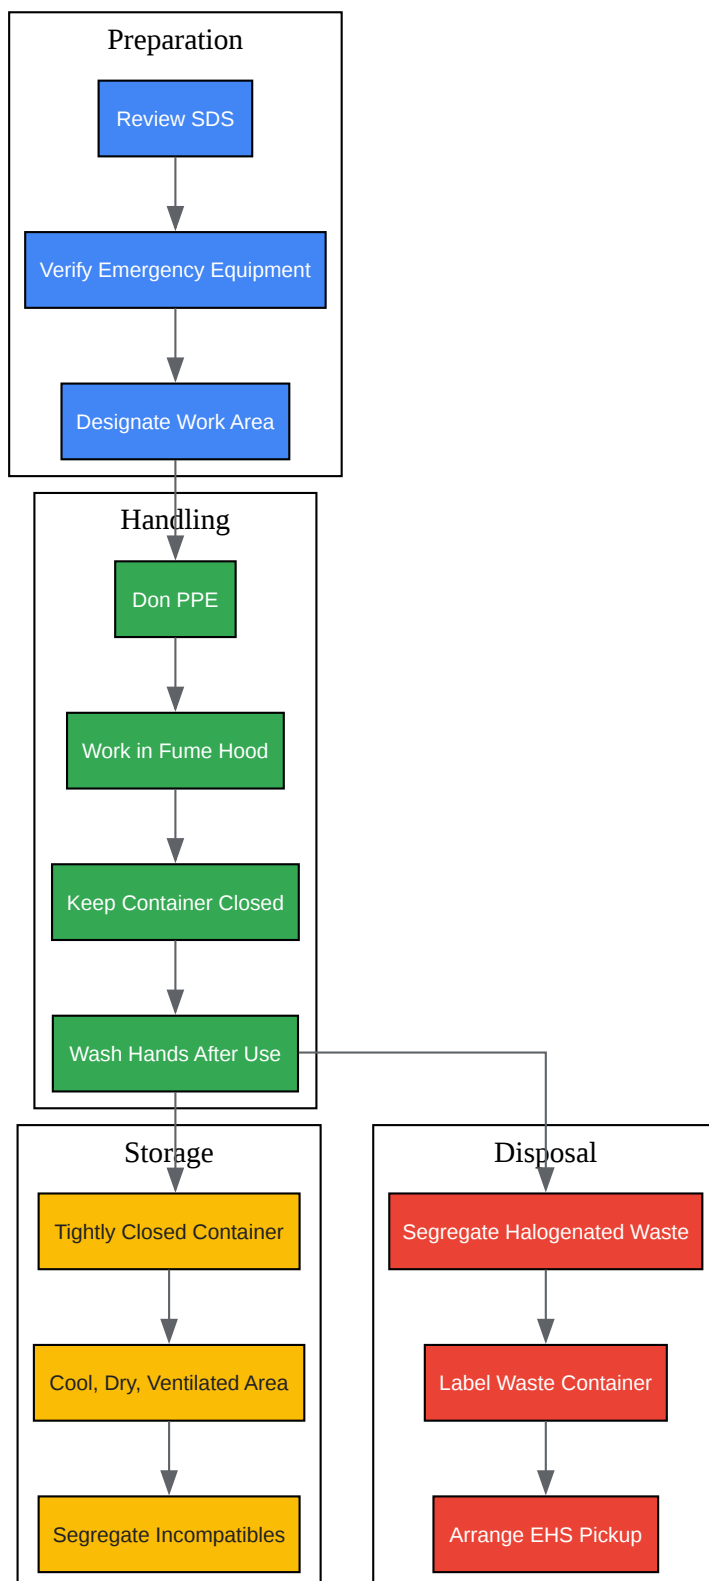 Preparation
Review SDS
Verify Emergency Equipment
Designate Work Area
Handling
Don PPE
Work in Fume Hood
Keep Container Closed
Wash Hands After Use
Storage
Tightly Closed Container
Cool, Dry, Ventilated Area
Segregate Incompatibles
Disposal
Segregate Halogenated Waste
Label Waste Container
Arrange EHS Pickup